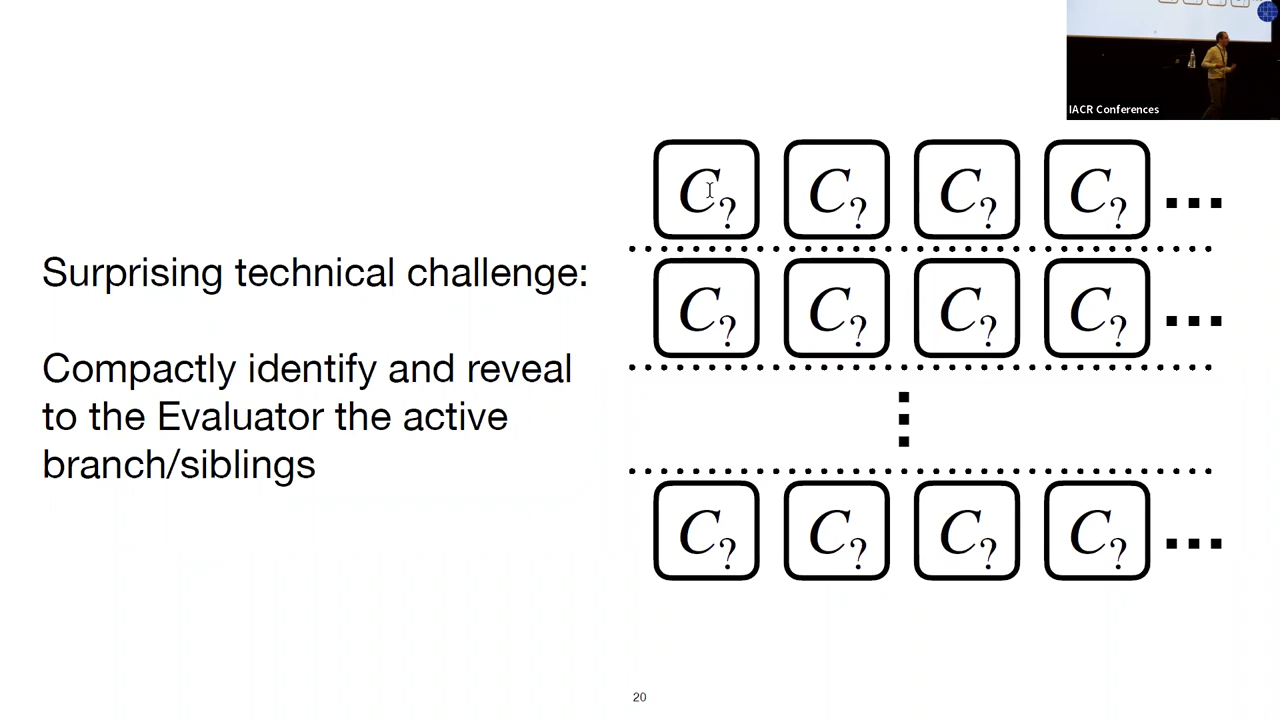 IACR Conferences
C? C? C? C? ...
Surprising technical challenge:
C? C? C? C? ...
Compactly identify and reveal
to the Evaluator the active
branch/siblings
C? C? C? C? ...
20